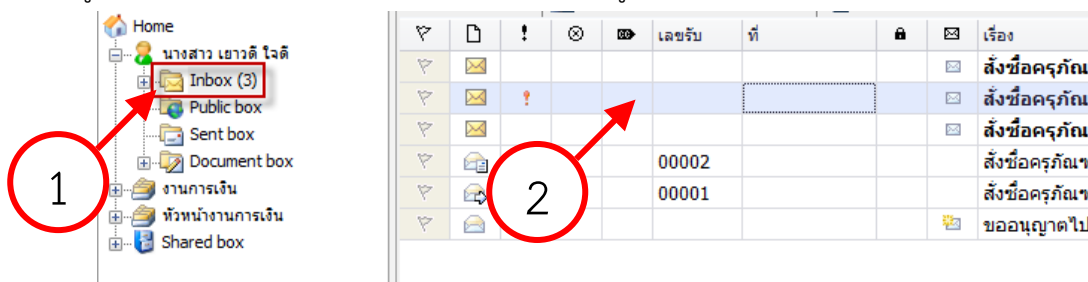 Home
นางสาว เยาวดี ใจดี
Inbox (3)
Public box
Sent box
Document box
งานการเงิน
หัวหน้างานการเงิน
Shared box
1
เลขรับ ที่ เรื่อง
สั่งซื้อครุภัณ
สั่งซื้อครุภัณ
สั่งซื้อครุภัณ
00002 สั่งซื้อครุภัณฑ
00001 สั่งซื้อครุภัณฑ
ขออนุญาตไป
2